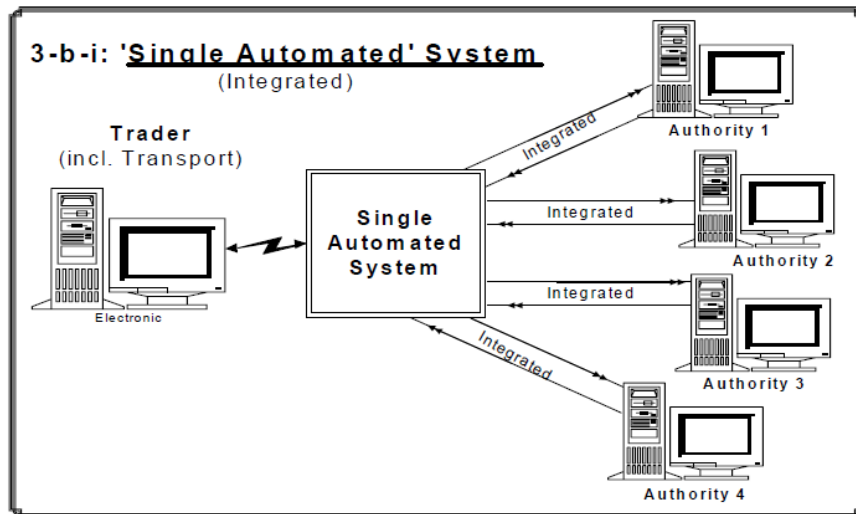 3-b-i: 'Single Automated' System
(Integrated)
Trader
(incl. Transport)
Electronic
Single
Automated
System
Integrated
Authority 1
Integrated
Authority 2
Integrated
Authority 3
Integrated
Authority 4